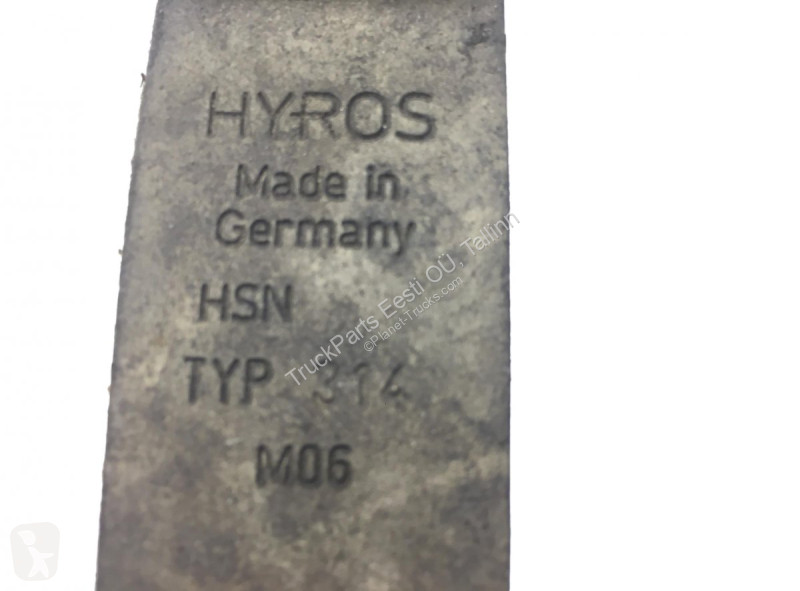 HYROS
Made in
Germany
HSN
TYP 314
M06
TruckParts Eesti OÜ, Tallinn
©Planet-Trucks.com